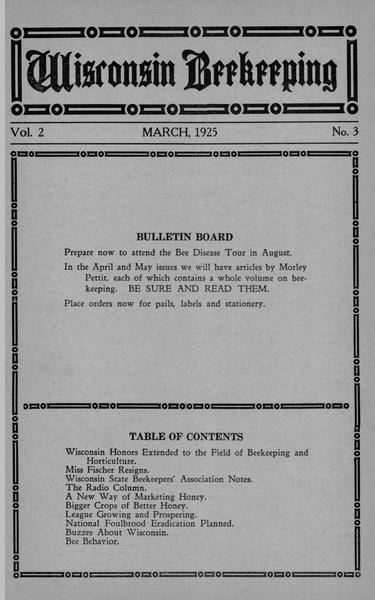 Wisconsin Beekeeping
Vol. 2 MARCH, 1925 No. 3
BULLETIN BOARD
Prepare now to attend the Bee Disease Tour in August.
In the April and May issues we will have articles by Morley
Pettit, each of which contains a whole volume on bee-
keeping. BE SURE AND READ THEM.
Place orders now for pails, labels and stationery.
TABLE OF CONTENTS
Wisconsin Honors Extended to the Field of Beekeeping and
Horticulture.
Miss Fischer Resigns.
Wisconsin State Beekeepers' Association Notes.
The Radio Column.
A New Way of Marketing Honey.
Bigger Crops of Better Honey.
League Growing and Prospering.
National Foulbrood Eradication Planned.
Buzzes About Wisconsin.
Bee Behavior.